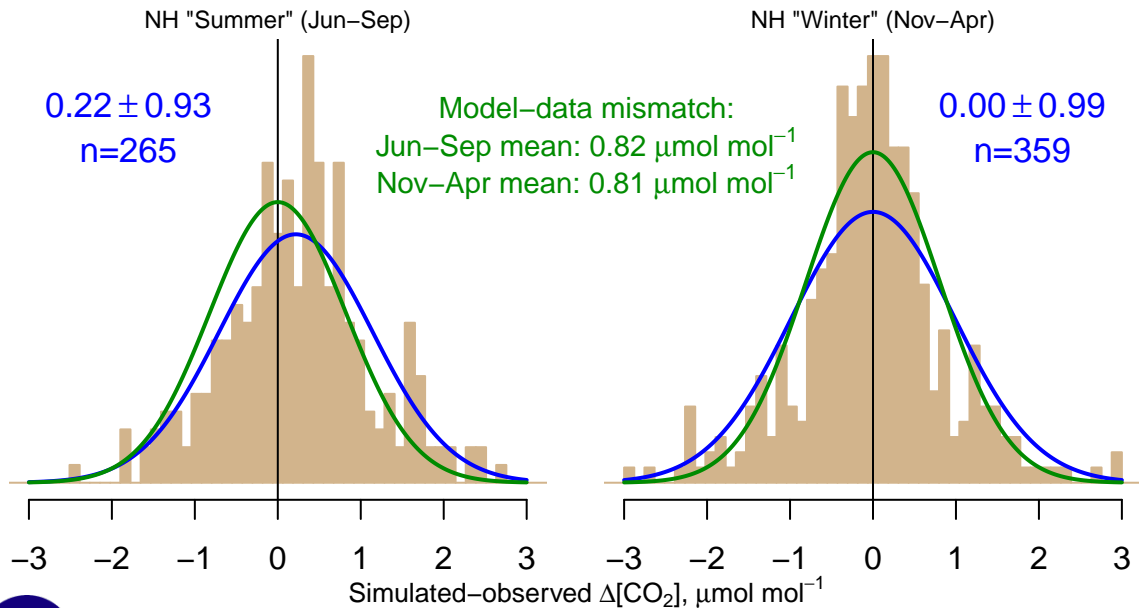 NH "Summer" (Jun−Sep)
NH "Winter" (Nov−Apr)
0.22 ± 0.93
n=265
Model−data mismatch:
Jun−Sep mean: 0.82 μmol mol⁻¹
Nov−Apr mean: 0.81 μmol mol⁻¹
0.00 ± 0.99
n=359
−3 −2 −1 0 1 2 3
−3 −2 −1 0 1 2 3
Simulated−observed Δ[CO₂], μmol mol⁻¹